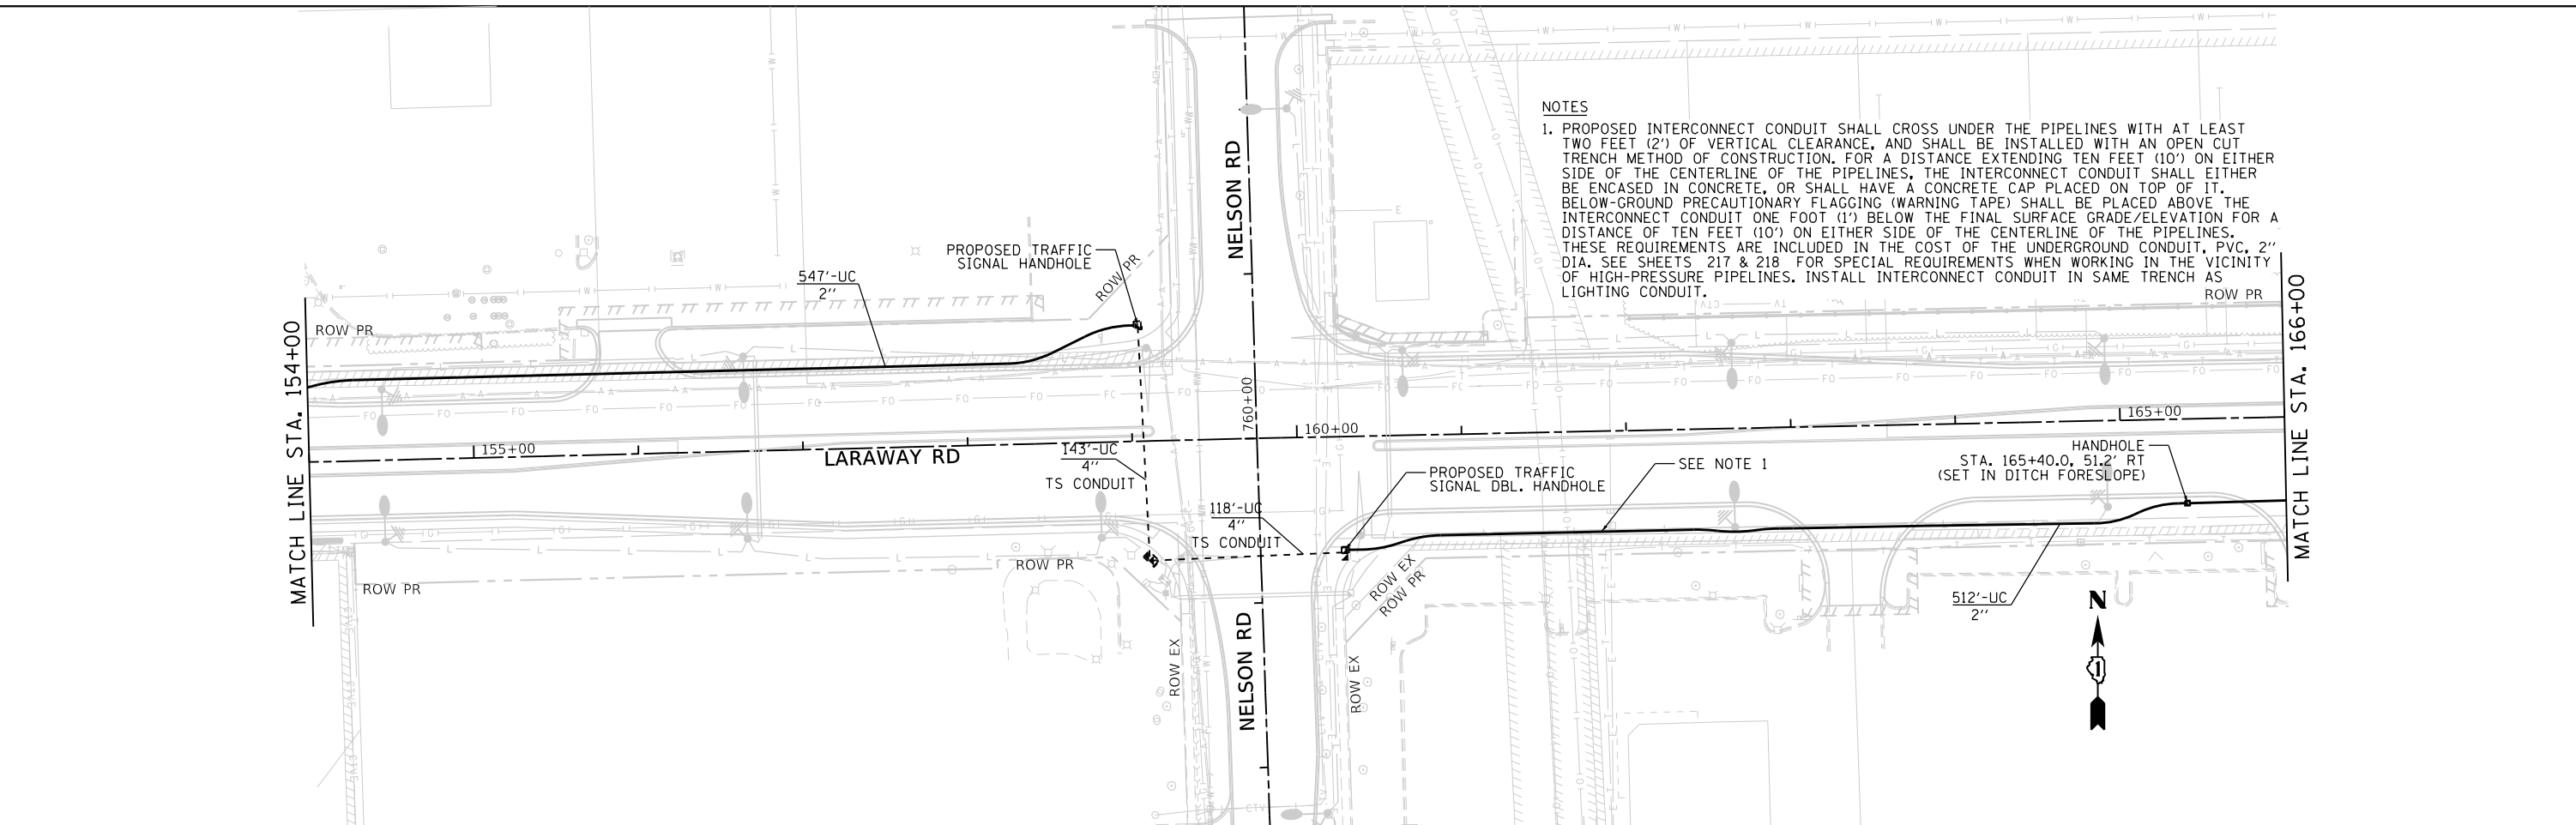 NELSON RD
NOTES
1. PROPOSED INTERCONNECT CONDUIT SHALL CROSS UNDER THE PIPELINES WITH AT LEAST
TWO FEET (2') OF VERTICAL CLEARANCE, AND SHALL BE INSTALLED WITH AN OPEN CUT
TRENCH METHOD OF CONSTRUCTION. FOR A DISTANCE EXTENDING TEN FEET (10') ON EITHER
SIDE OF THE CENTERLINE OF THE PIPELINES, THE INTERCONNECT CONDUIT SHALL EITHER
BE ENCASED IN CONCRETE, OR SHALL HAVE A CONCRETE CAP PLACED ON TOP OF IT.
BELOW-GROUND PRECAUTIONARY FLAGGING (WARNING TAPE) SHALL BE PLACED ABOVE THE
INTERCONNECT CONDUIT ONE FOOT (1') BELOW THE FINAL SURFACE GRADE/ELEVATION FOR A
DISTANCE OF TEN FEET (10') ON EITHER SIDE OF THE CENTERLINE OF THE PIPELINES.
THESE REQUIREMENTS ARE INCLUDED IN THE COST OF THE UNDERGROUND CONDUIT, PVC, 2''
DIA. SEE SHEETS 217 & 218 FOR SPECIAL REQUIREMENTS WHEN WORKING IN THE VICINITY
OF HIGH-PRESSURE PIPELINES. INSTALL INTERCONNECT CONDUIT IN SAME TRENCH AS
LIGHTING CONDUIT.
ROW PR
PROPOSED TRAFFIC
SIGNAL HANDHOLE
ROW PR
547'-UC
2''
ROW PR
MATCH LINE STA. 154+00
MATCH LINE STA. 166+00
760+00
155+00
160+00
165+00
LARAWAY RD
143'-UC
4''
TS CONDUIT
118'-UC
4''
TS CONDUIT
PROPOSED TRAFFIC
SIGNAL DBL. HANDHOLE
SEE NOTE 1
HANDHOLE
STA. 165+40.0, 51.2' RT
(SET IN DITCH FORESLOPE)
ROW PR
ROW PR
ROW EX
ROW PR
512'-UC
2''
N
1
ROW EX
NELSON RD
ROW EX